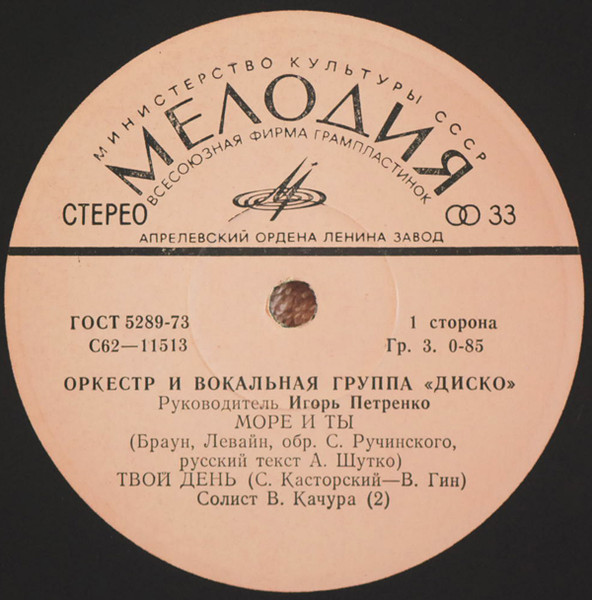 МИНИСТЕРСТВО КУЛЬТУРЫ СССР
МЕЛОДИЯ
ВСЕСОЮЗНАЯ ФИРМА ГРАМПЛАСТИНОК
СТЕРЕО
33
АПРЕЛЕВСКИЙ ОРДЕНА ЛЕНИНА ЗАВОД
ГОСТ 5289-73
1 сторона
С62—11513
Гр. 3. 0-85
ОРКЕСТР И ВОКАЛЬНАЯ ГРУППА «ДИСКО»
Руководитель Игорь Петренко
МОРЕ И ТЫ
(Браун, Левайн, обр. С. Ручинского,
русский текст А. Шутко)
ТВОЙ ДЕНЬ (С. Касторский—В. Гин)
Солист В. Качура (2)